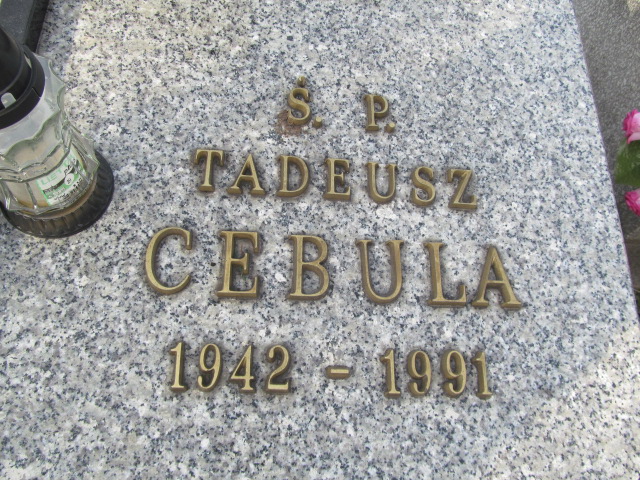 Ś. P.
TADEUSZ
CEBULA
1942 - 1991